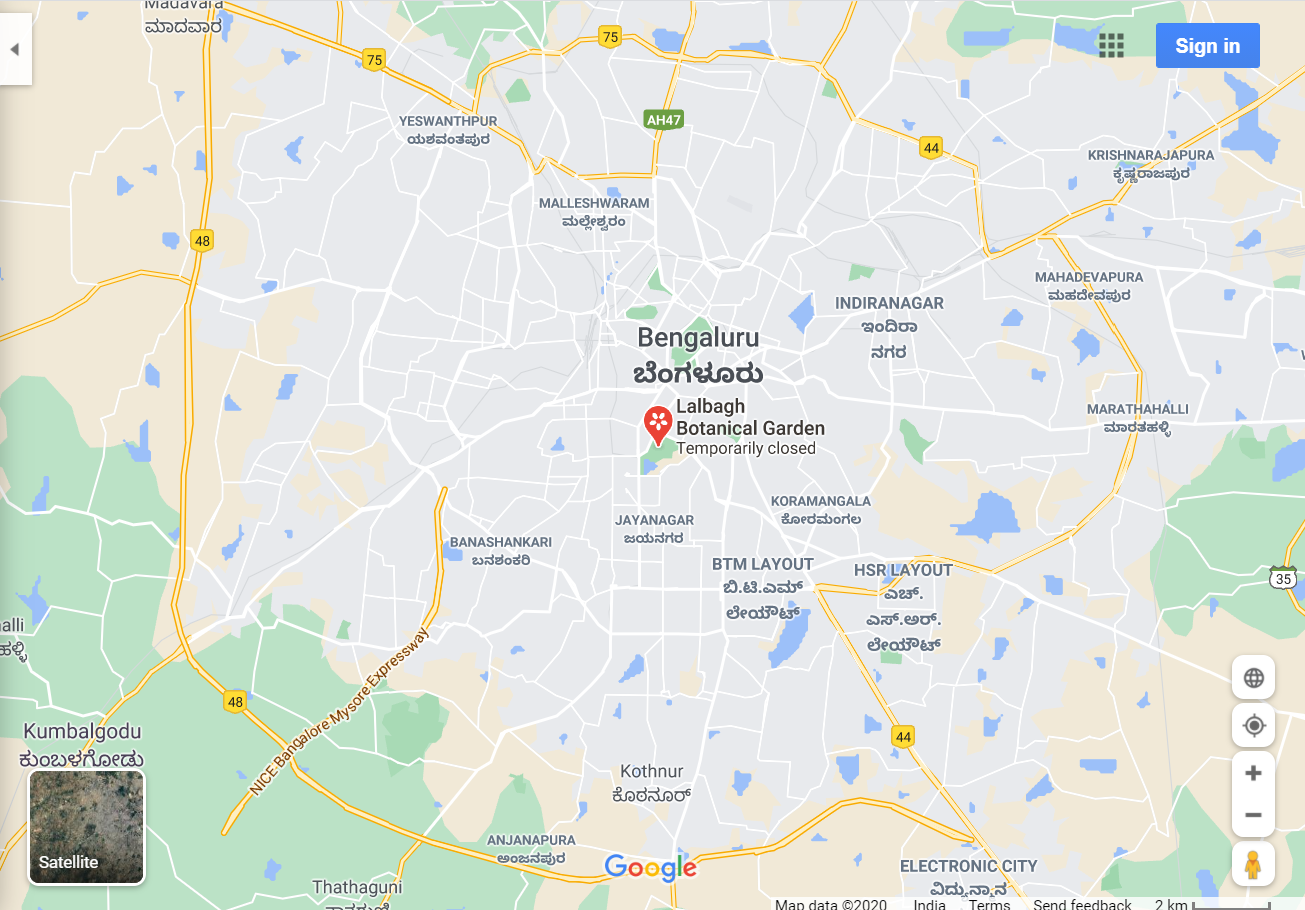 Madavara
ಮಾದವಾರ
75
75
Sign in
AH47
YESWANTHPUR
ಯಶವಂತಪುರ
44
KRISHNARAJAPURA
ಕೃಷ್ಣರಾಜಪುರ
MALLESHWARAM
ಮಲ್ಲೇಶ್ವರಂ
48
MAHADEVAPURA
ಮಹದೇವಪುರ
INDIRANAGAR
ಇಂದಿರಾ
ನಗರ
Bengaluru
ಬೆಂಗಳೂರು
Lalbagh
Botanical Garden
Temporarily closed
MARATHAHALLI
ಮಾರತಹಳ್ಳಿ
KORAMANGALA
ಕೋರಮಂಗಲ
JAYANAGAR
ಜಯನಗರ
BANASHANKARI
ಬನಶಂಕರಿ
BTM LAYOUT
ಬಿ.ಟಿ.ಎಮ್
ಲೇಯೌಟ್
HSR LAYOUT
ಎಚ್.
ಎಸ್.ಅರ್.
ಲೇಯೌಟ್
35
alli
ಹಳ್ಳಿ
NICE Bangalore Mysore Expressway
48
Kumbalgodu
ಕುಂಬಳಗೋಡು
44
Kothnur
ಕೊಠನೂರ್
Satellite
ANJANAPURA
ಅಂಜನಪುರ
Google
ELECTRONIC CITY
Thathaguni
Map data ©2020 India Terms Send feedback 2 km